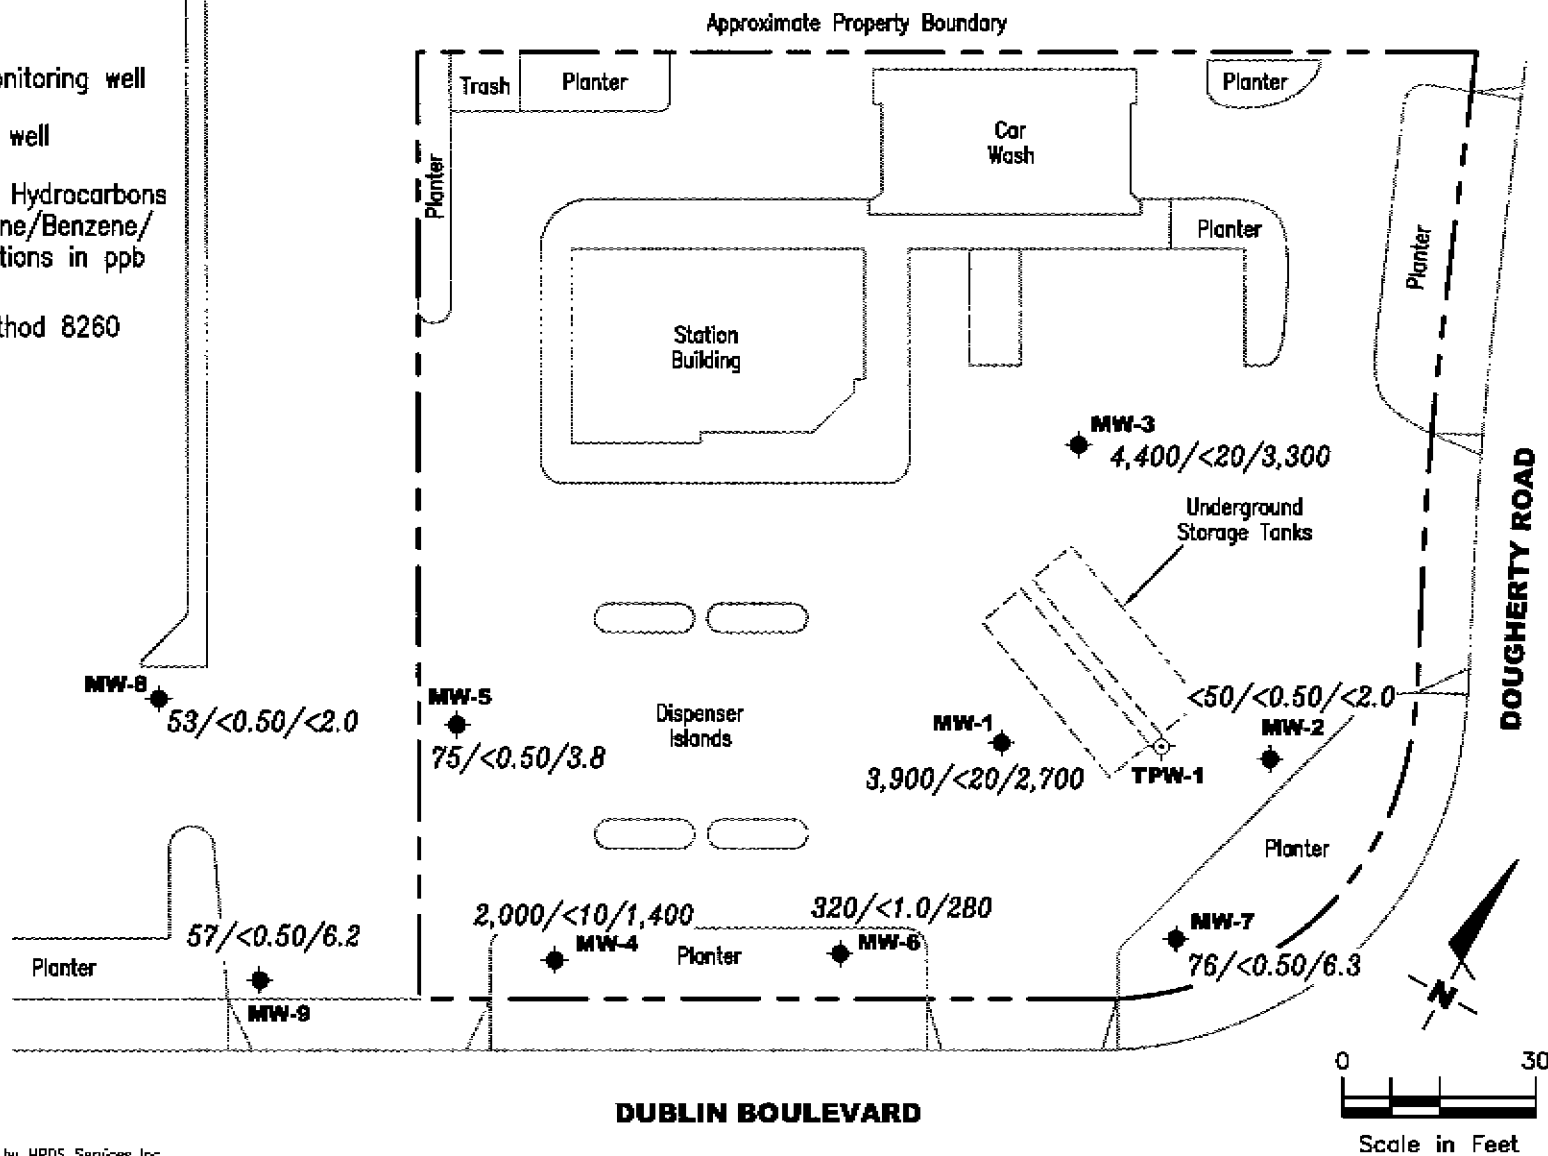 Approximate Property Boundary
onitoring well
well
Hydrocarbons
ne/Benzene/
tions in ppb
thod 8260
Trash
Planter
Planter
Car
Wash
Planter
Planter
Planter
Planter
Station
Building
MW-3
4,400/<20/3,300
Underground
Storage Tanks
DOUGHERTY ROAD
MW-8
53/<0.50/<2.0
MW-5
75/<0.50/3.8
Dispenser
Islands
MW-1
3,900/<20/2,700
<50/<0.50/<2.0
MW-2
TPW-1
Planter
2,000/<10/1,400
MW-4
Planter
320/<1.0/280
MW-6
MW-7
76/<0.50/6.3
57/<0.50/6.2
Planter
MW-9
N
0 30
Scale in Feet
DUBLIN BOULEVARD
by HPDS Services Inc